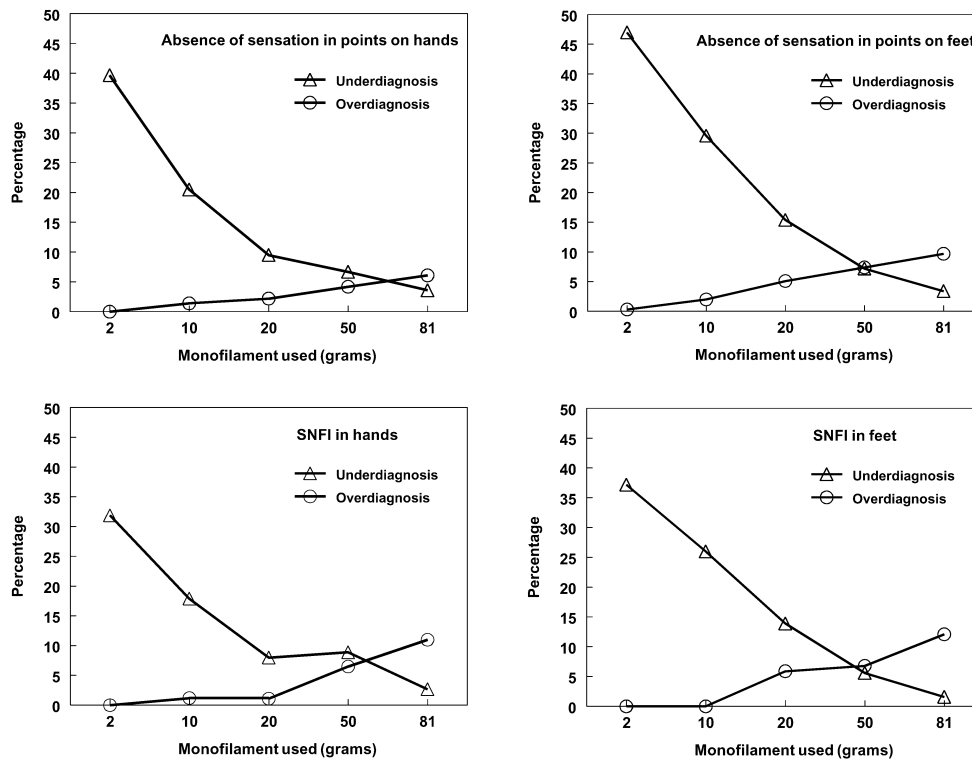 Absence of sensation in points on hands
Underdiagnosis
Overdiagnosis
Percentage
50
45
40
35
30
25
20
15
10
5
0
2 10 20 50 81
Monofilament used (grams)
Absence of sensation in points on feet
Underdiagnosis
Overdiagnosis
Percentage
50
45
40
35
30
25
20
15
10
5
0
2 10 20 50 81
Monofilament used (grams)
SNFI in hands
Underdiagnosis
Overdiagnosis
Percentage
50
45
40
35
30
25
20
15
10
5
0
2 10 20 50 81
Monofilament used (grams)
SNFI in feet
Underdiagnosis
Overdiagnosis
Percentage
50
45
40
35
30
25
20
15
10
5
0
2 10 20 50 81
Monofilament used (grams)